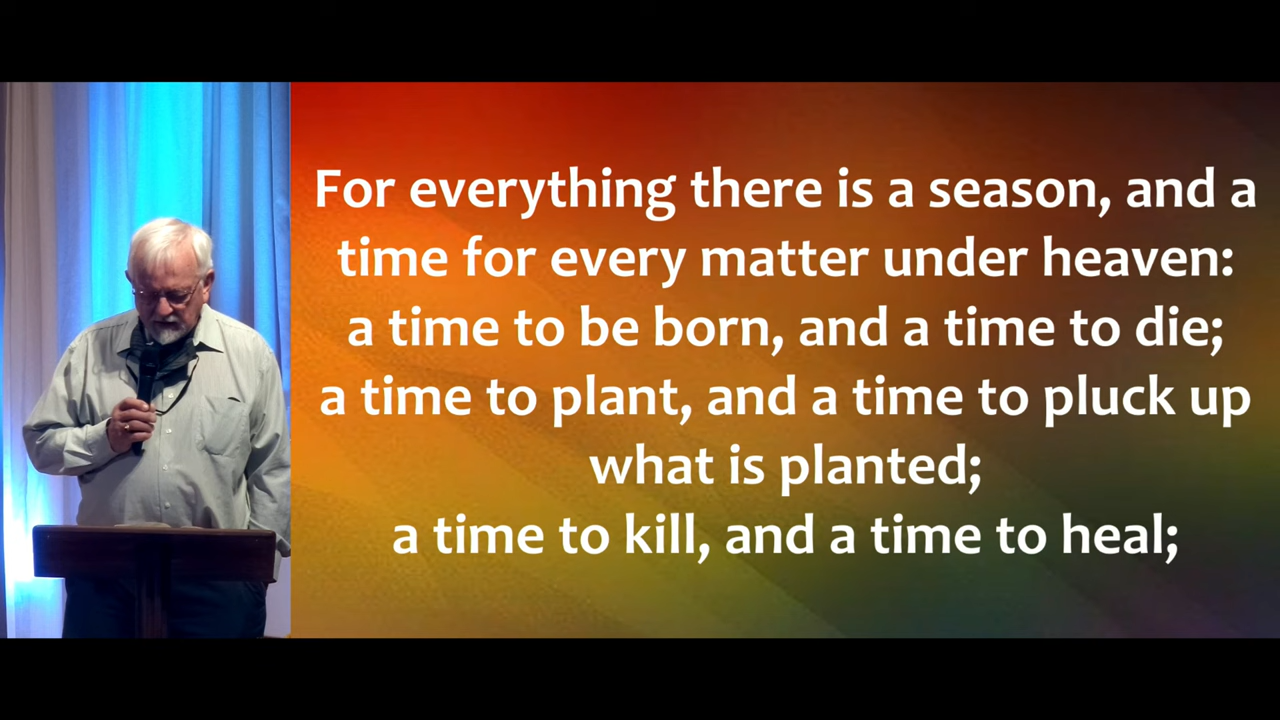 For everything there is a season, and a
time for every matter under heaven:
a time to be born, and a time to die;
a time to plant, and a time to pluck up
what is planted;
a time to kill, and a time to heal;